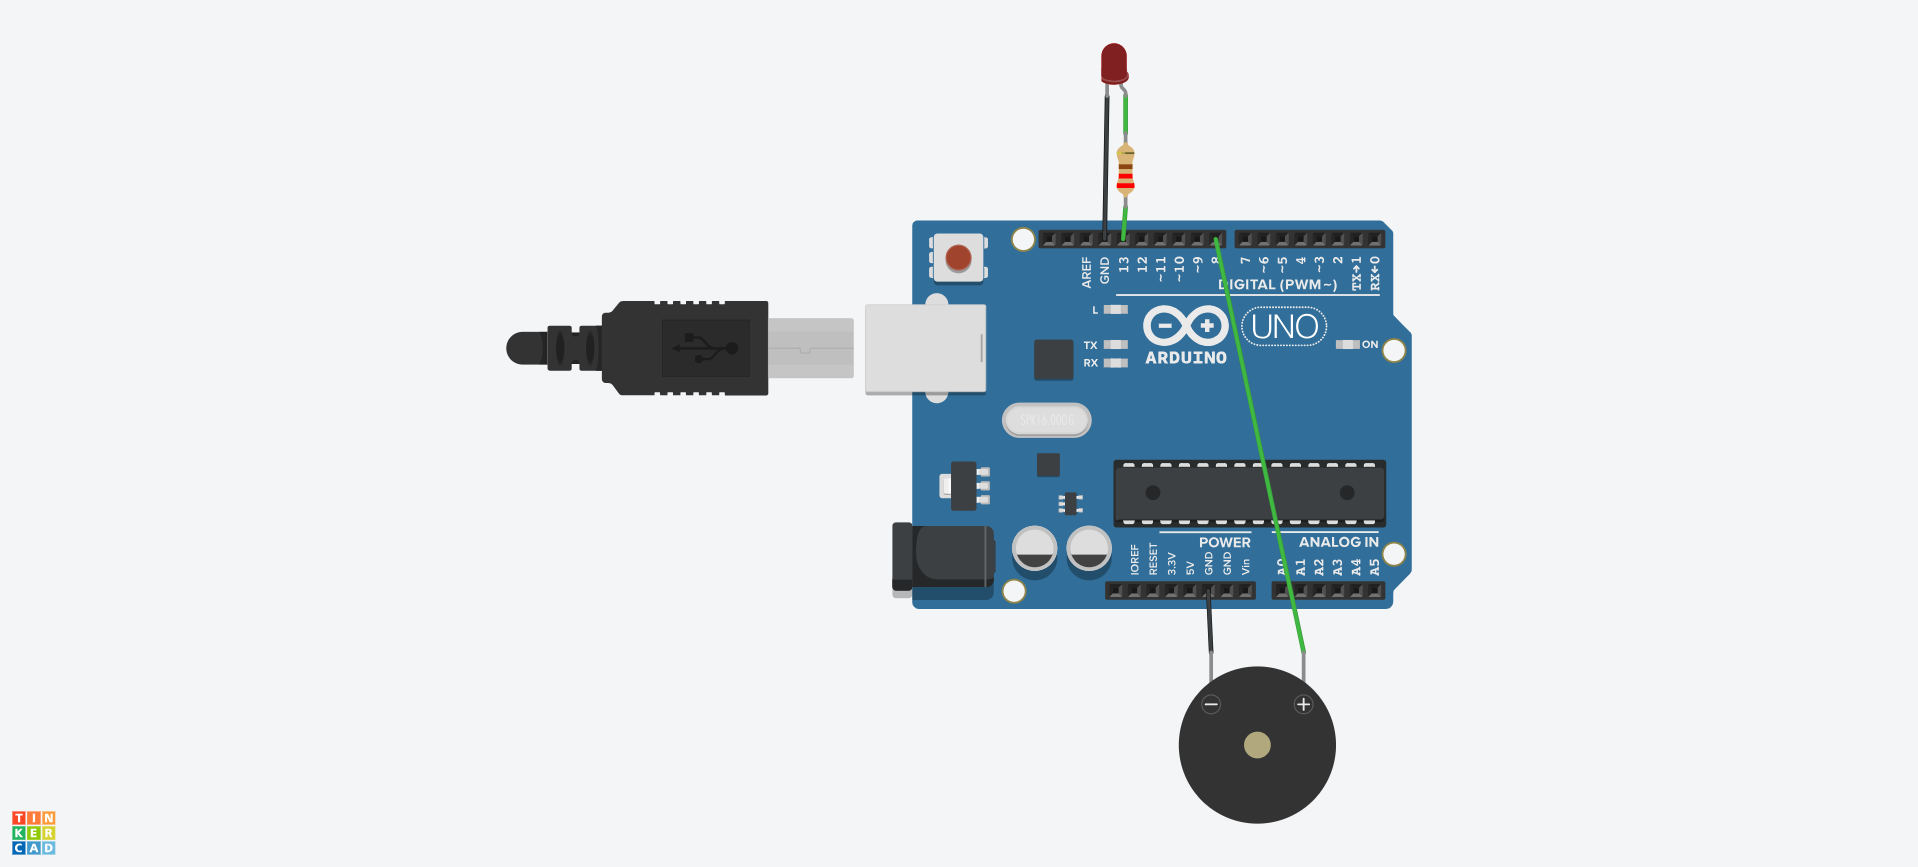 AREF
GND
13
12
~11
~10
~9
8
7
~6
~5
4
~3
2
TX→1
RX←0
DIGITAL (PWM~)
L
TX
RX
ARDUINO
UNO
ON
SPK16.000G
POWER
ANALOG IN
IOREF
RESET
3.3V
5V
GND
GND
Vin
A0
A1
A2
A3
A4
A5
TIN
KER
CAD